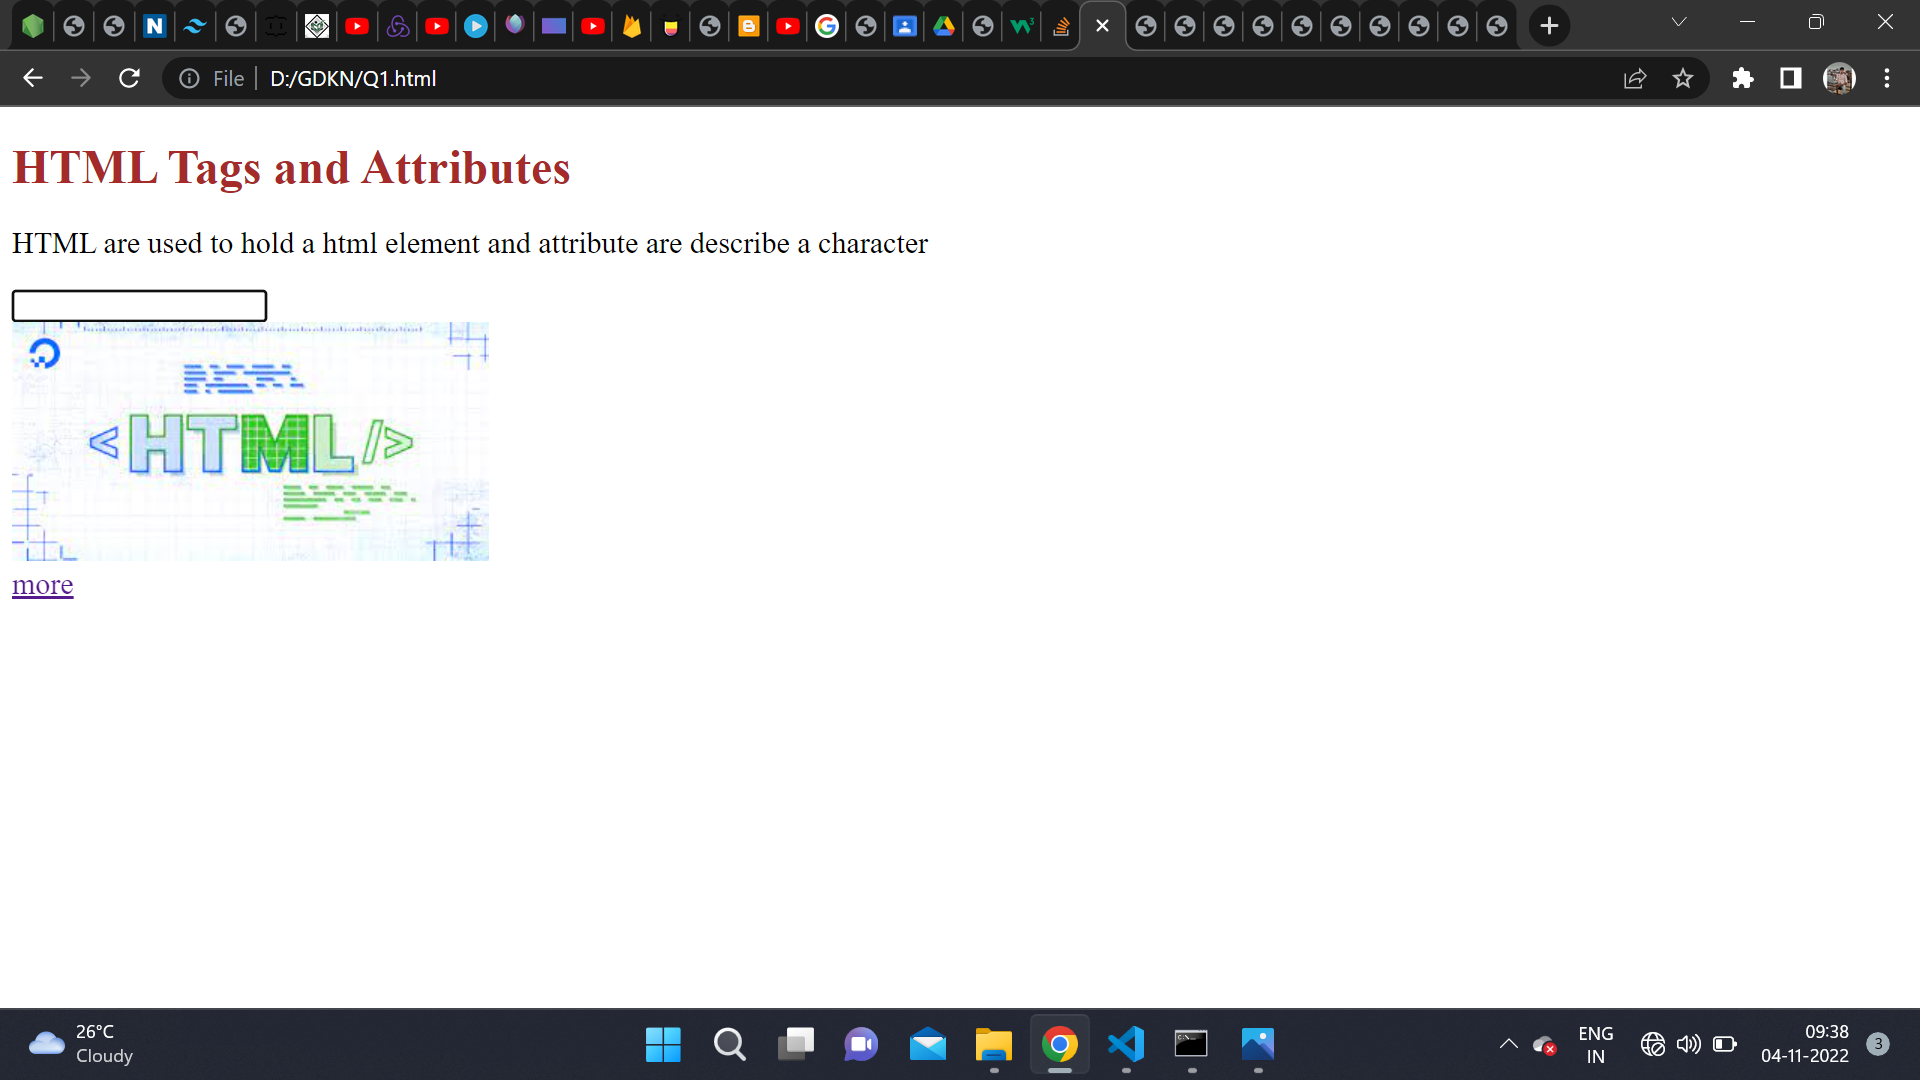 File D:/GDKN/Q1.html
HTML Tags and Attributes
HTML are used to hold a html element and attribute are describe a character
<HTML/>
more
26°C
Cloudy
ENG
IN
09:38
04-11-2022
3